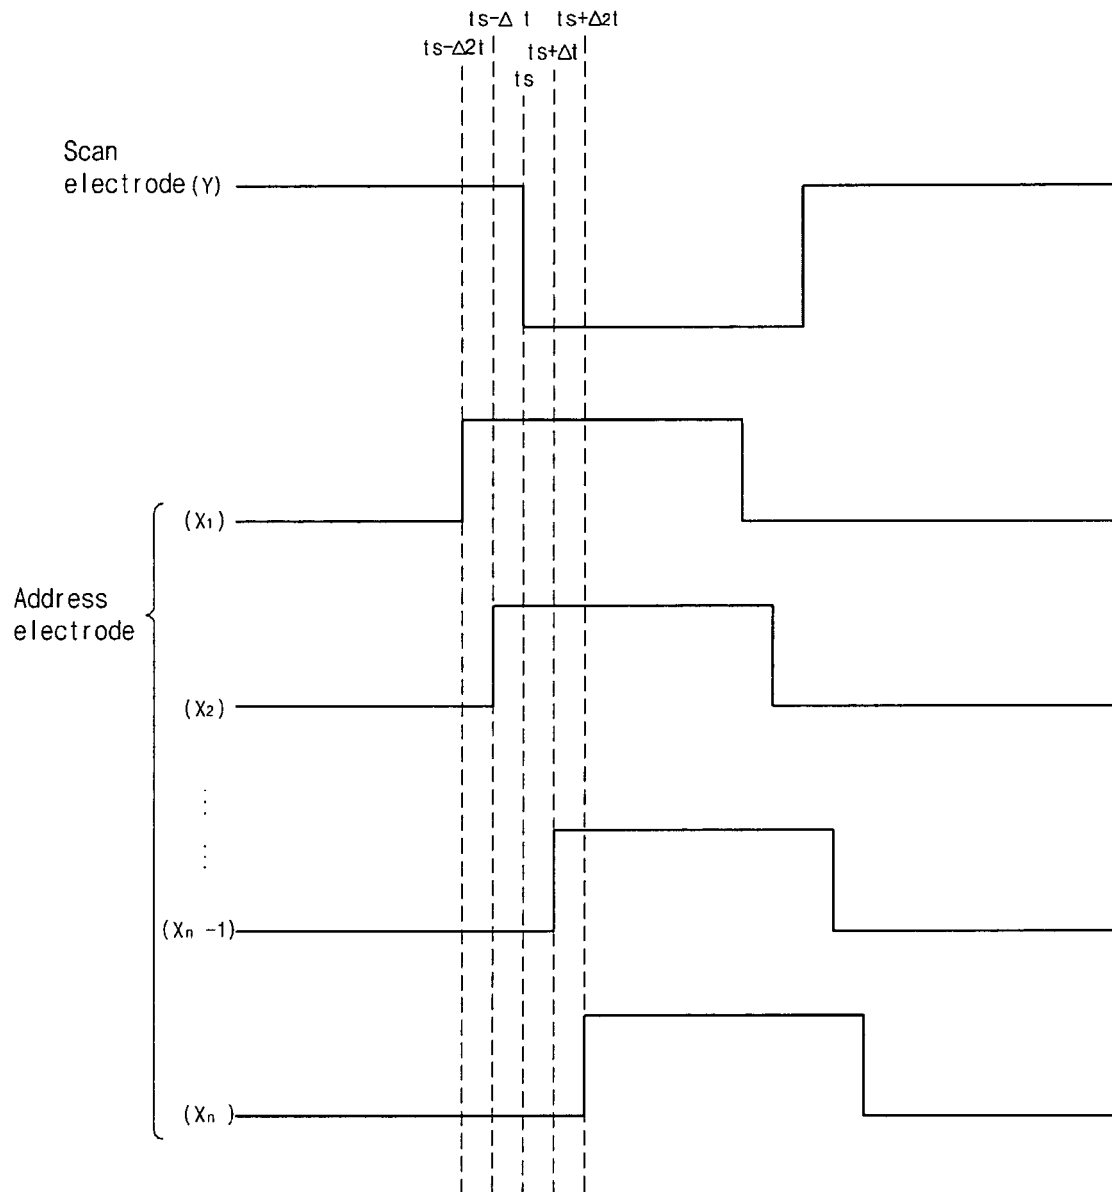 ts-Δ t ts+Δ2t
ts-Δ2t ts+Δt
ts
Scan
electrode(Y)
(X1)
Address
electrode
(X2)
(Xn -1)
(Xn )